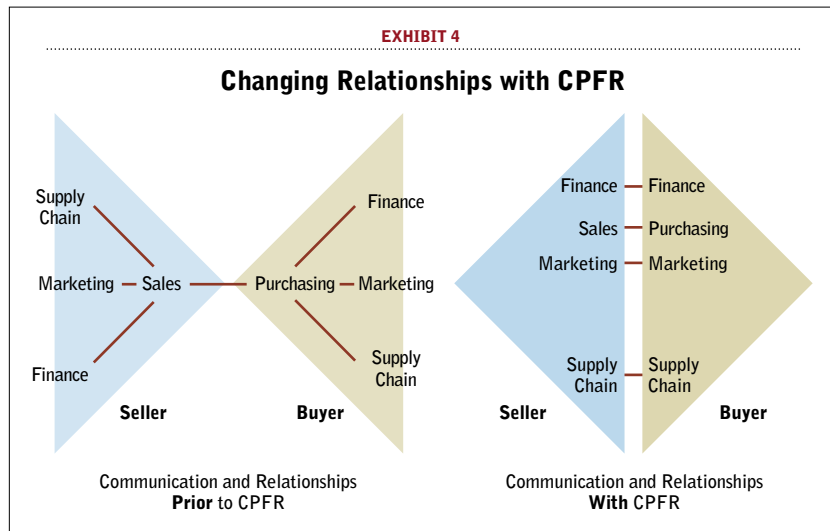 EXHIBIT 4
Changing Relationships with CPFR
Supply
Chain
Marketing
Sales
Finance
Seller
Purchasing
Finance
Marketing
Supply
Chain
Buyer
Communication and Relationships
Prior to CPFR
Finance
Finance
Sales
Purchasing
Marketing
Marketing
Supply
Chain
Supply
Chain
Seller
Buyer
Communication and Relationships
With CPFR